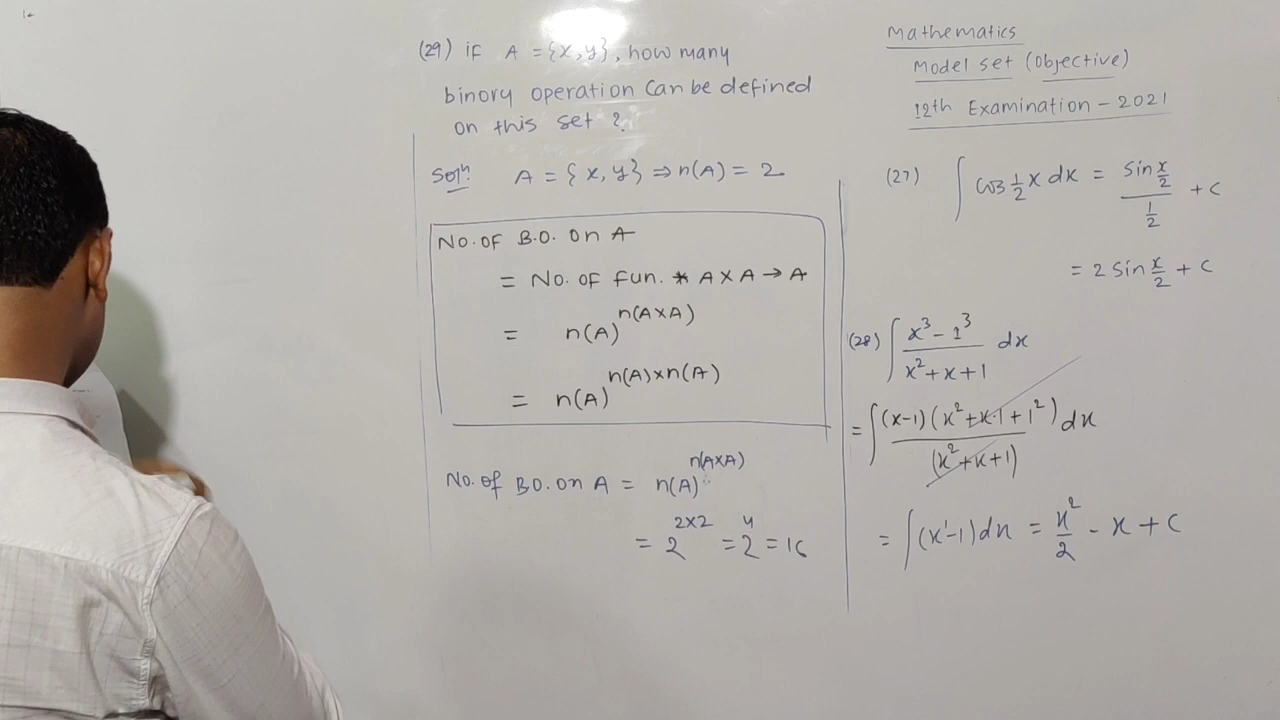 Mathematics
Model set (Objective)
12th Examination - 2021
(27) ∫ cos 1/2 x dx = sin x/2 / 1/2 + c
= 2 sin x/2 + c
(28) ∫ x³ - 1³ / x² + x + 1 dx
= ∫ (x-1) (x² + x·1 + 1²) / (x² + x + 1) dx
= ∫ (x¹-1) dx = x²/2 - x + c
(29) if A = {x, y}, how many
binory operation can be defined
on this set ?
Solⁿ: A = { x, y} ⇒ n(A) = 2
No. of B.O. on A
= No. of fun. * A × A → A
= n(A)^n(A×A)
= n(A)^n(A)×n(A)
No. of B.O. on A = n(A)^n(A×A)
= 2^2×2 = 2^4 = 16